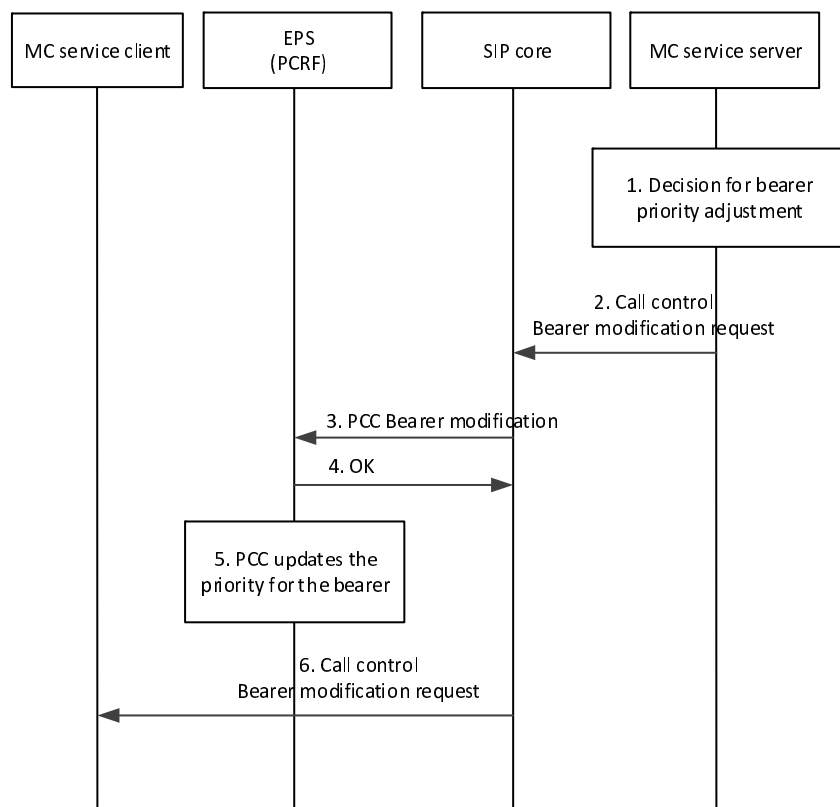 MC service client
EPS
(PCRF)
SIP core
MC service server
1. Decision for bearer
priority adjustment
2. Call control
Bearer modification request
3. PCC Bearer modification
4. OK
5. PCC updates the
priority for the bearer
6. Call control
Bearer modification request